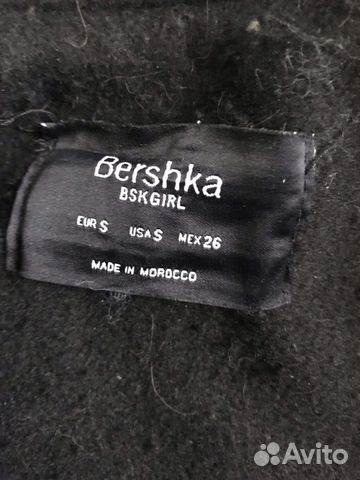 Bershka
BSKGIRL
EUR S USA S MEX 26
MADE IN MOROCCO
Avito